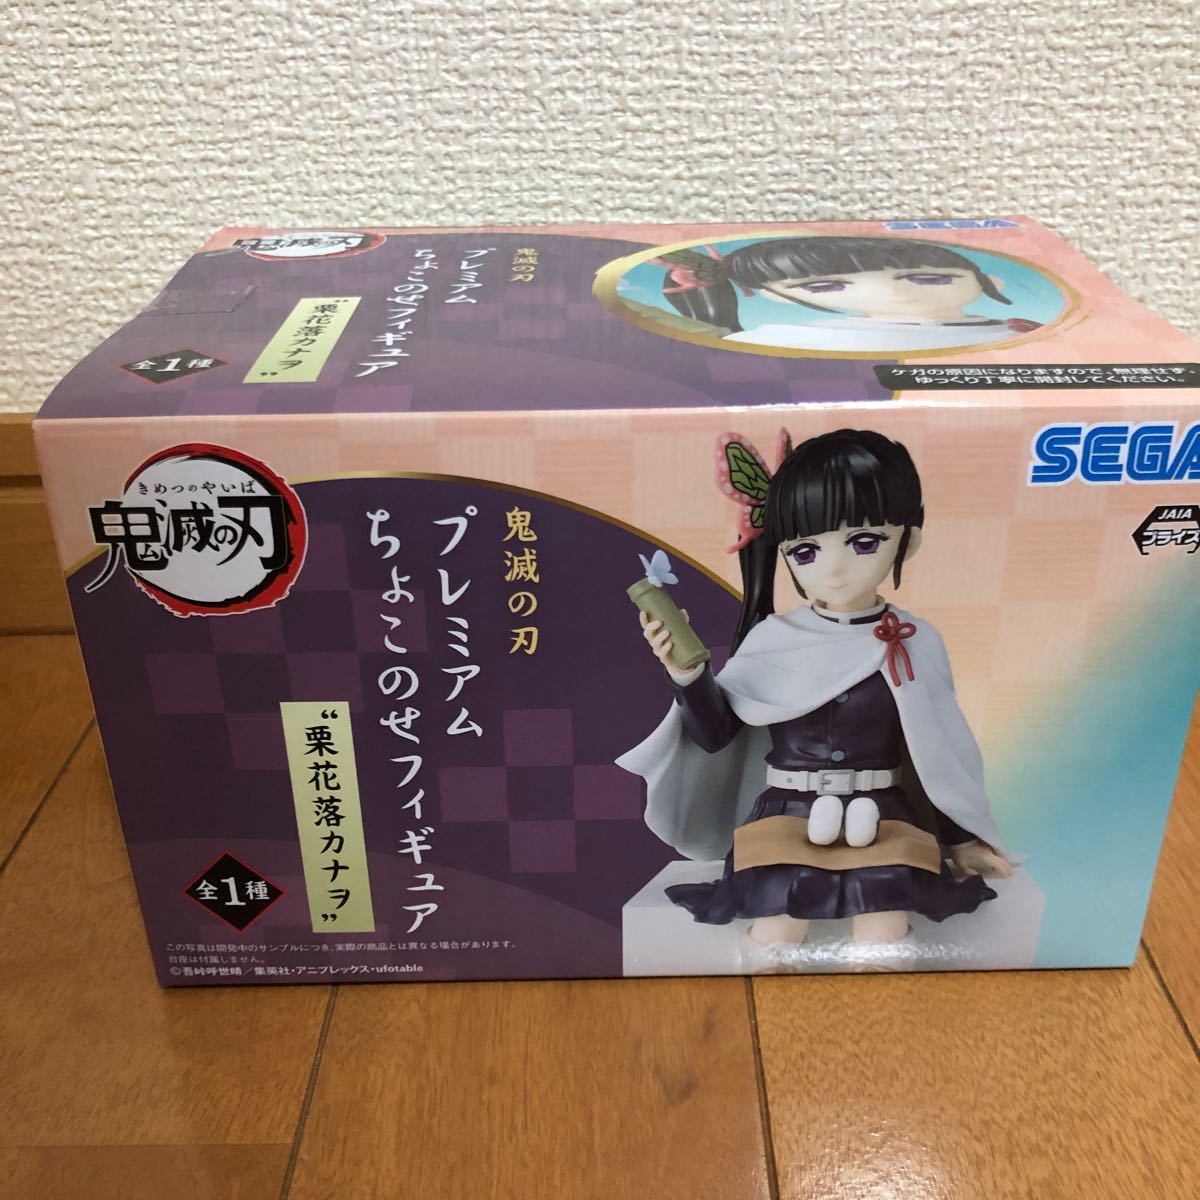 鬼滅の刃
鬼滅の刃
プレミアム
ちょこのせフィギュア
“栗花落カナヲ”
全1種
SEGA
ケガの原因になりますので、無理せず、
ゆっくり丁寧に開封してください。
きめつのやいば
鬼滅の刃
鬼滅の刃
プレミアム
ちょこのせフィギュア
“栗花落カナヲ”
全1種
SEGA
JAIA
プライズ
この写真は開発中のサンプルにつき、実際の商品とは異なる場合があります。
台座は付属しません。
©吾峠呼世晴／集英社・アニプレックス・ufotable